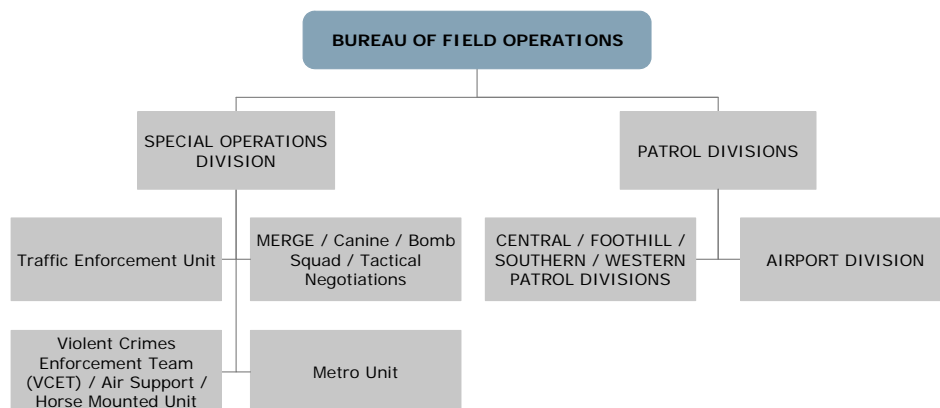 BUREAU OF FIELD OPERATIONS
SPECIAL OPERATIONS
DIVISION
PATROL DIVISIONS
Traffic Enforcement Unit
MERGE / Canine / Bomb
Squad / Tactical
Negotiations
CENTRAL / FOOTHILL /
SOUTHERN / WESTERN
PATROL DIVISIONS
AIRPORT DIVISION
Violent Crimes
Enforcement Team
(VCET) / Air Support /
Horse Mounted Unit
Metro Unit